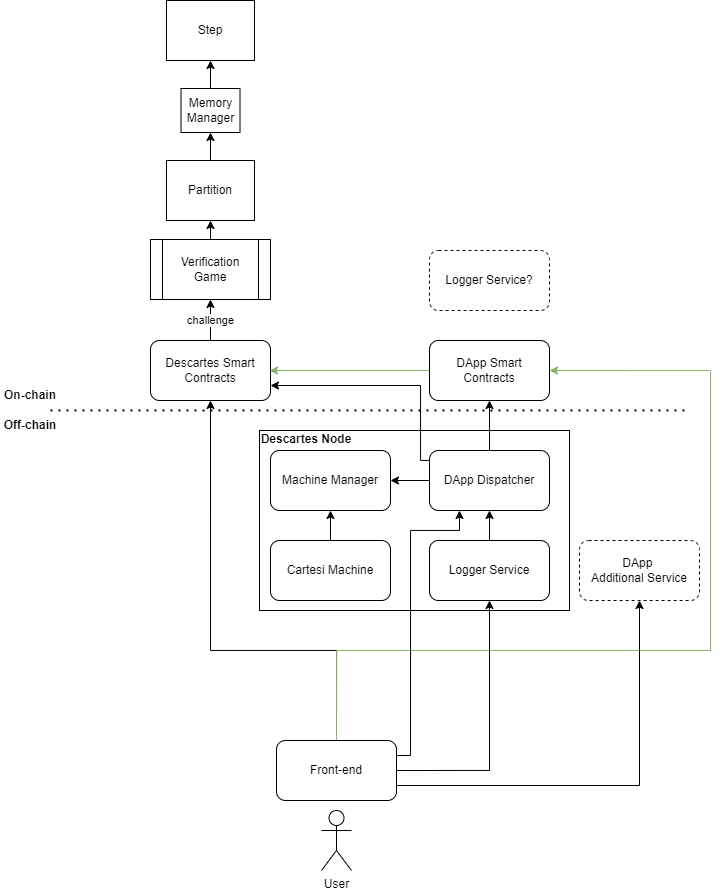 Step
Memory
Manager
Partition
Verification
Game
Logger Service?
challenge
Descartes Smart
Contracts
DApp Smart
Contracts
On-chain
Off-chain
Descartes Node
Machine Manager
DApp Dispatcher
Cartesi Machine
Logger Service
DApp
Additional Service
Front-end
User